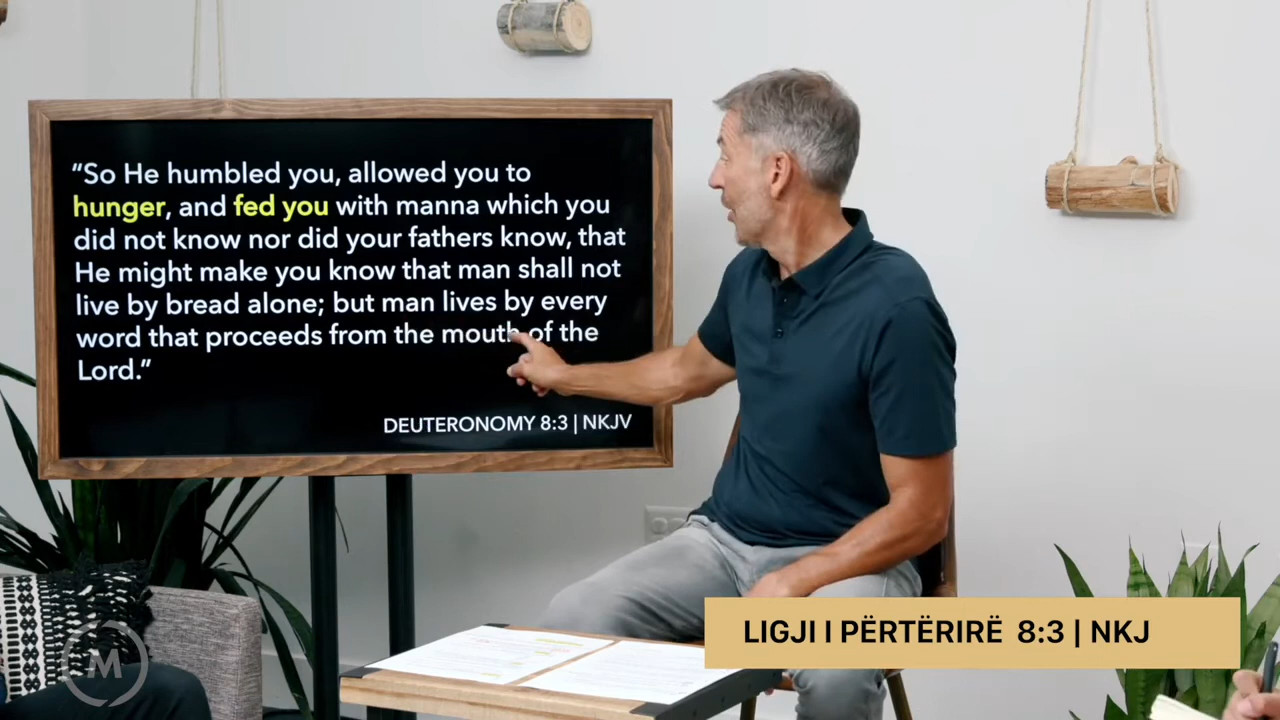 “So He humbled you, allowed you to
hunger, and fed you with manna which you
did not know nor did your fathers know, that
He might make you know that man shall not
live by bread alone; but man lives by every
word that proceeds from the mouth of the
Lord.”
DEUTERONOMY 8:3 | NKJV
LIGJI I PËRTËRIRË 8:3 | NKJ
M